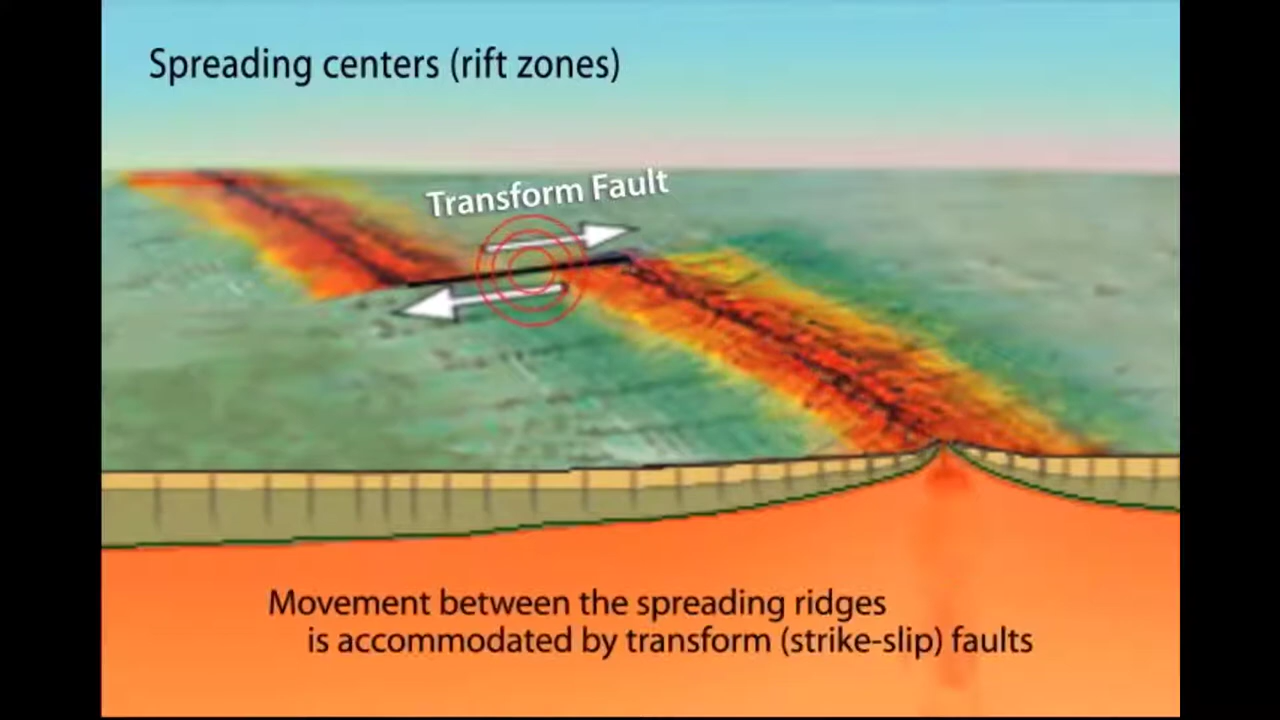 Spreading centers (rift zones)
Transform Fault
Movement between the spreading ridges
is accommodated by transform (strike-slip) faults